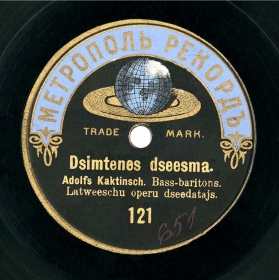 МЕТРОПОЛЬ РЕКОРДЪ
TRADE MARK.
Dsimtenes dseesma.
Adolfs Kaktinsch. Bass-baritons.
Latweeschu operu dseedatajs.
121
651